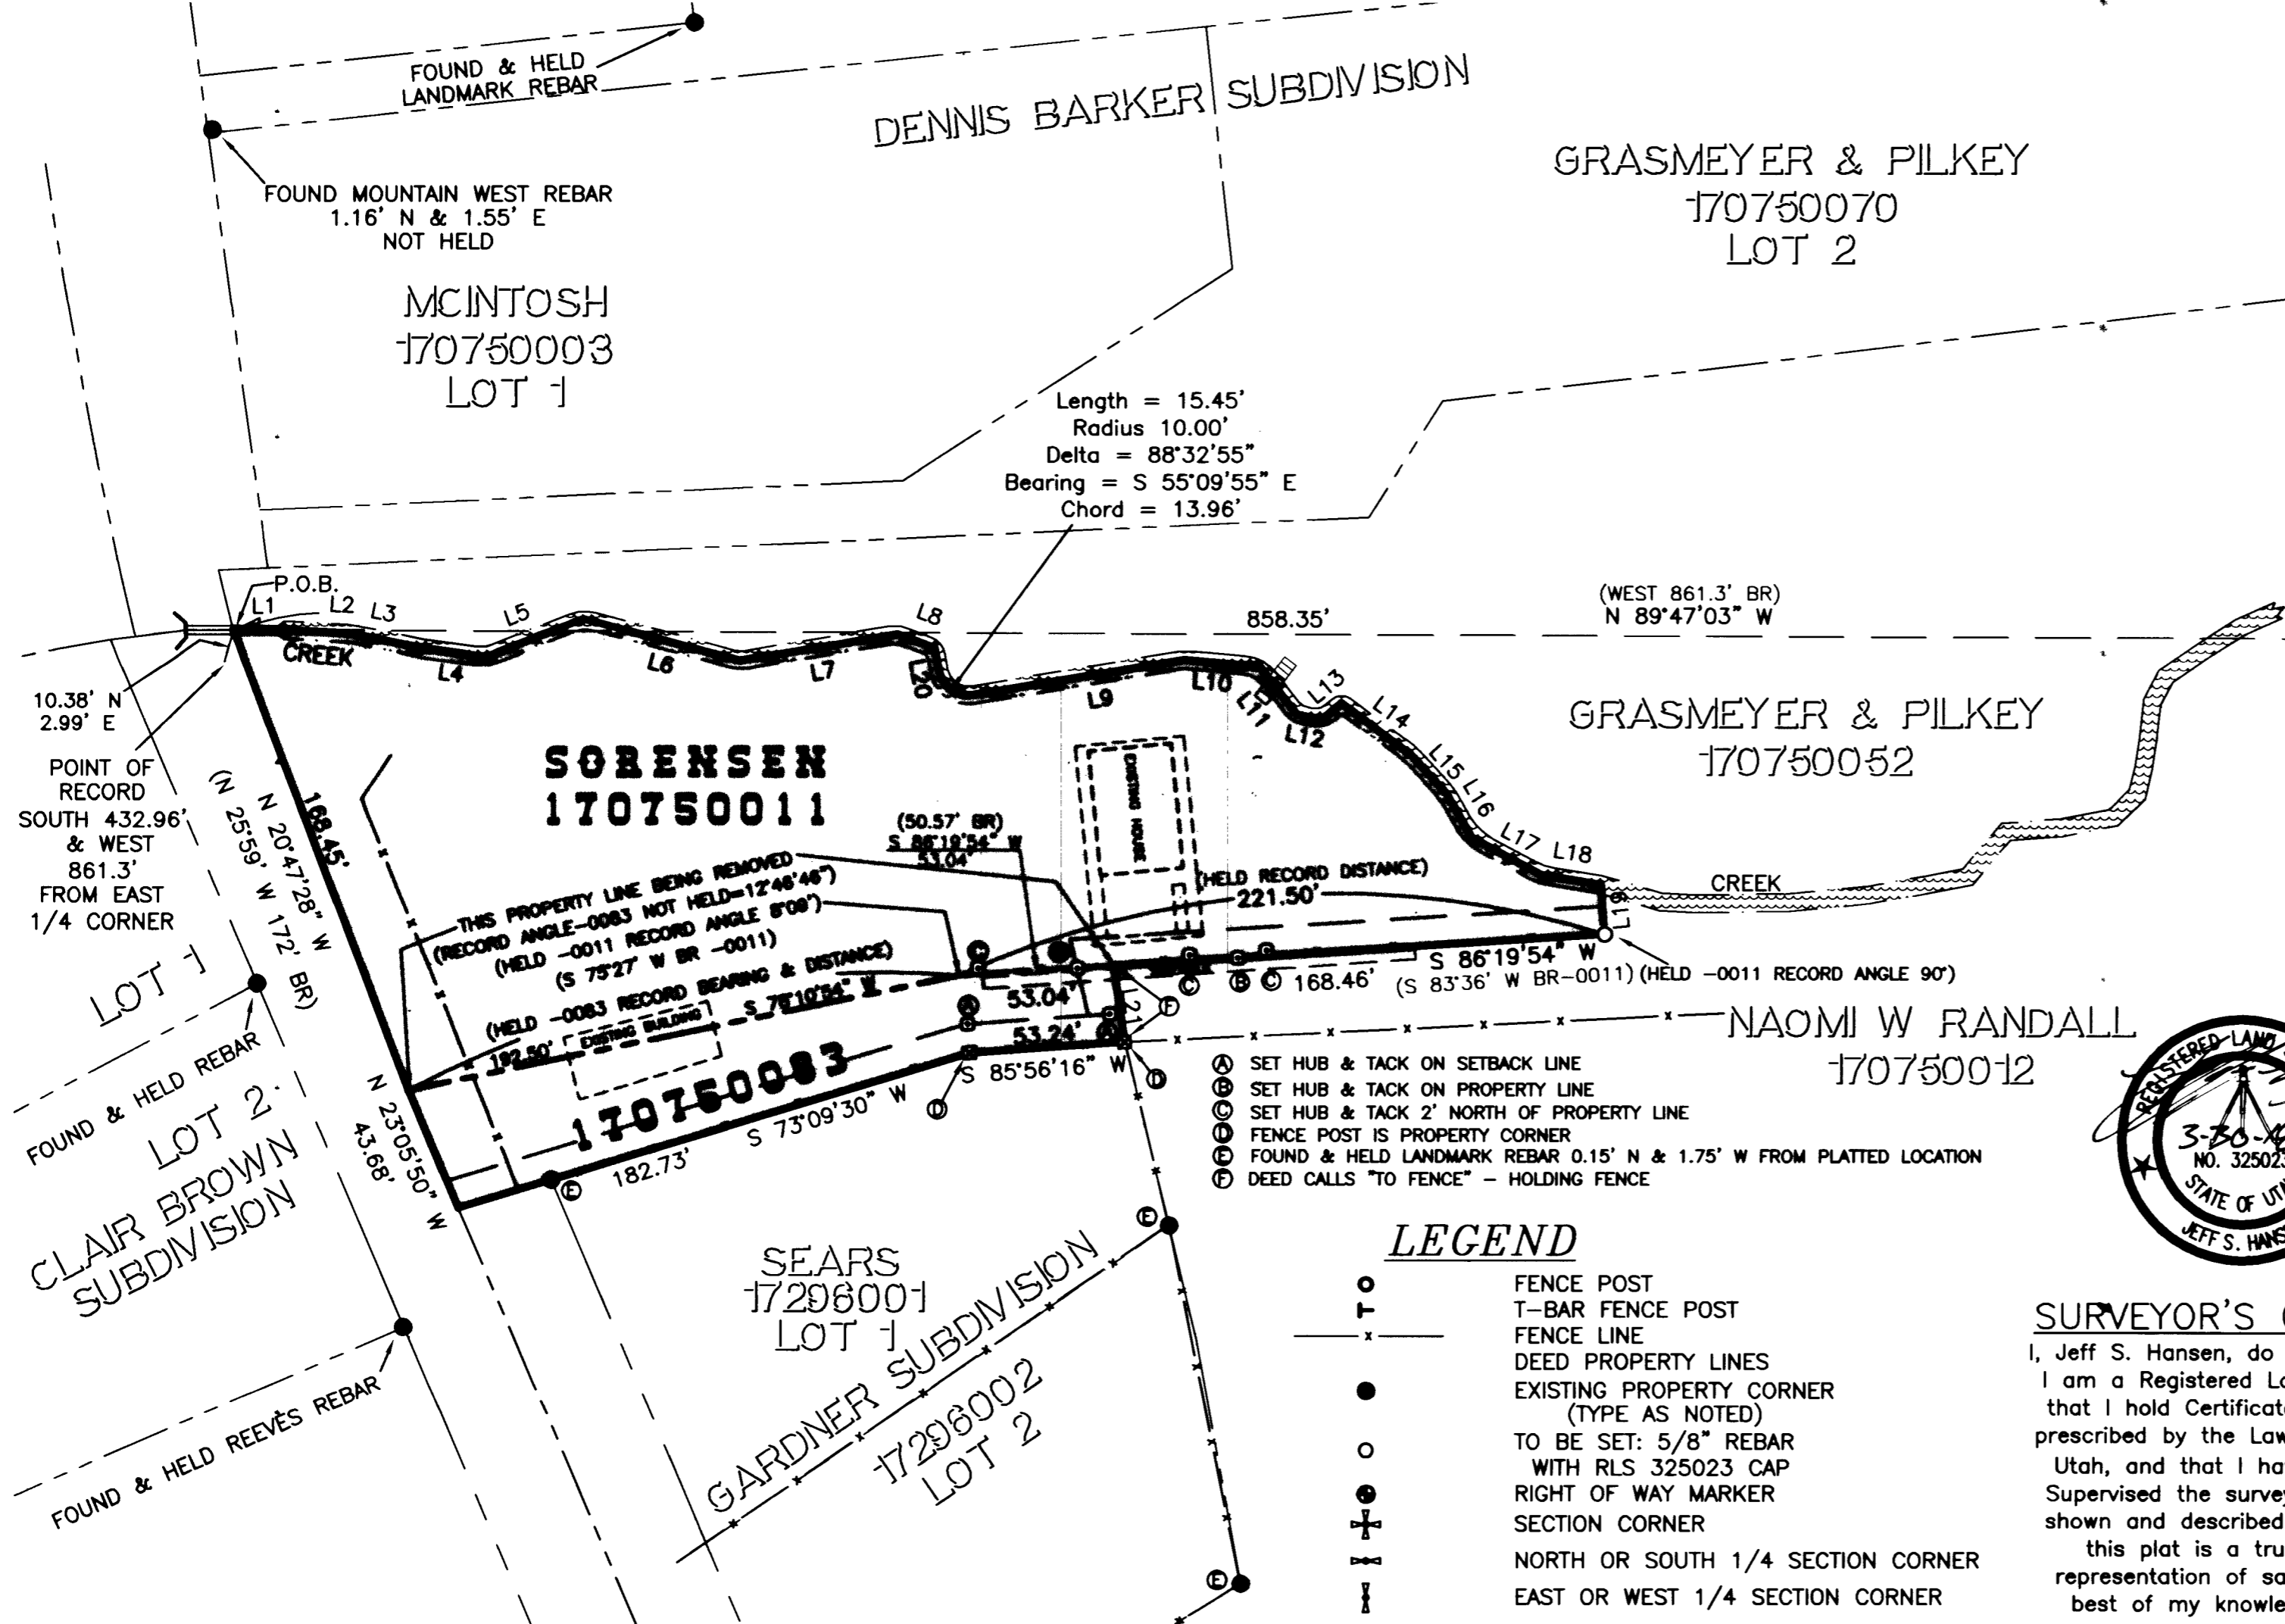 FOUND & HELD
LANDMARK REBAR
DENNIS BARKER SUBDIVISION
GRASMEYER & PILKEY
170750070
LOT 2
FOUND MOUNTAIN WEST REBAR
1.16' N & 1.55' E
NOT HELD
MCINTOSH
170750003
LOT 1
Length = 15.45'
Radius 10.00'
Delta = 88°32'55"
Bearing = S 55°09'55" E
Chord = 13.96'
P.O.B.
L1
L2
L3
L4
L5
L6
L7
L8
L20
L9
L10
L11
L12
L13
L14
L15
L16
L17
L18
L19
CREEK
858.35'
(WEST 861.3' BR)
N 89°47'03" W
10.38' N
2.99' E
POINT OF
RECORD
SOUTH 432.96'
& WEST
861.3'
FROM EAST
1/4 CORNER
168.45'
N 20°47'28" W
(N 25°59' W 172' BR)
SORENSEN
170750011
(50.57' BR)
S 86°19'54" W
53.04'
EXISTING HOUSE
GRASMEYER & PILKEY
170750052
CREEK
THIS PROPERTY LINE BEING REMOVED
(RECORD ANGLE-0083 NOT HELD=12°46'46")
(HELD -0011 RECORD ANGLE 8°09')
(S 75°27' W BR -0011)
(HELD -0083 RECORD BEARING & DISTANCE)
192.50'
EXISTING BUILDING
(HELD RECORD DISTANCE)
221.50'
S 86°19'54" W
168.46'
(S 83°36' W BR-0011)
(HELD -0011 RECORD ANGLE 90°)
53.04'
53.24'
S 85°56'16" W
170750083
S 73°09'30" W
182.73'
N 23°05'50" W
43.68'
C
C
B
C
F
A
A
D
D
E
E
E
LOT 1
FOUND & HELD REBAR
LOT 2
CLAIR BROWN
SUBDIVISION
FOUND & HELD REEVES REBAR
NAOMI W RANDALL
170750012
A SET HUB & TACK ON SETBACK LINE
B SET HUB & TACK ON PROPERTY LINE
C SET HUB & TACK 2' NORTH OF PROPERTY LINE
D FENCE POST IS PROPERTY CORNER
E FOUND & HELD LANDMARK REBAR 0.15' N & 1.75' W FROM PLATTED LOCATION
F DEED CALLS "TO FENCE" – HOLDING FENCE
SEARS
17296001
LOT 1
GARDNER SUBDIVISION
17296002
LOT 2
LEGEND
FENCE POST
T-BAR FENCE POST
FENCE LINE
DEED PROPERTY LINES
EXISTING PROPERTY CORNER
(TYPE AS NOTED)
TO BE SET: 5/8" REBAR
WITH RLS 325023 CAP
RIGHT OF WAY MARKER
SECTION CORNER
NORTH OR SOUTH 1/4 SECTION CORNER
EAST OR WEST 1/4 SECTION CORNER
REGISTERED LAND
NO. 325023
STATE OF
JEFF S.
SURVEYOR'S
I, Jeff S. Hansen, do
I am a Registered
that I hold
prescribed by the
Utah, and that I
Supervised the
shown and described
this plat is a
representation of
best of my